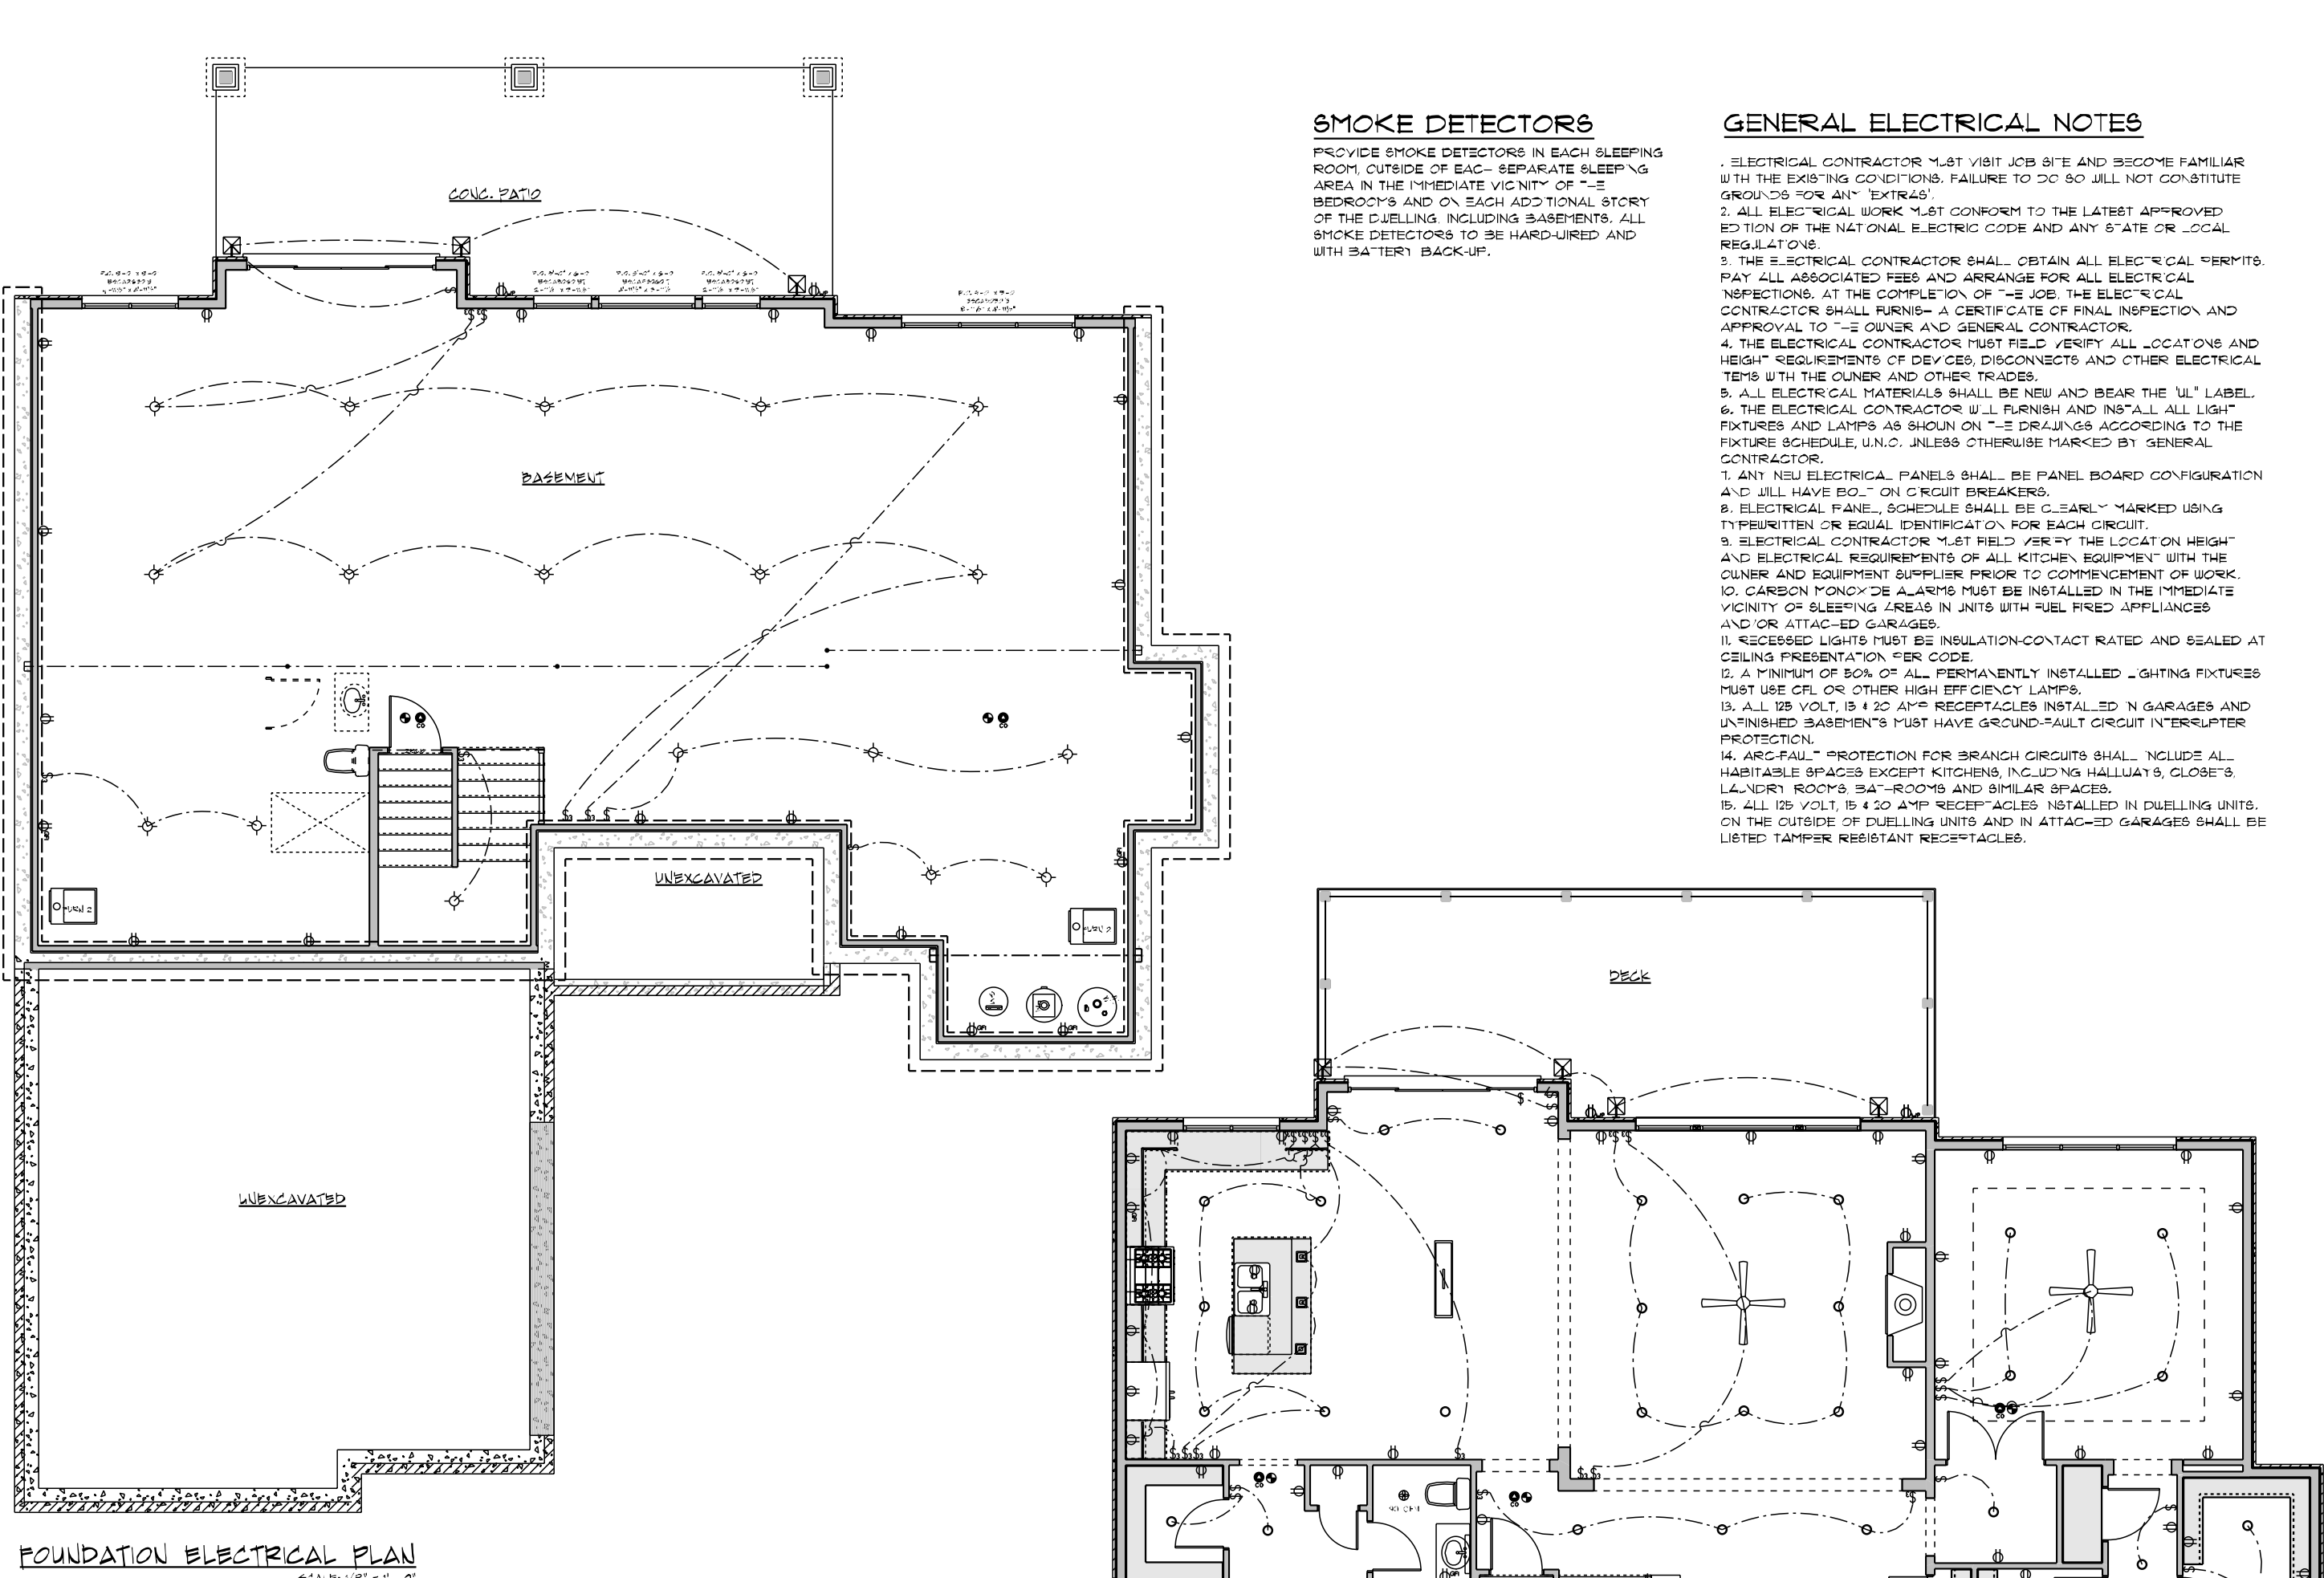 SMOKE DETECTORS
PROVIDE SMOKE DETECTORS IN EACH SLEEPING
ROOM, OUTSIDE OF EACH SEPARATE SLEEPING
AREA IN THE IMMEDIATE VICINITY OF THE
BEDROOMS AND ON EACH ADDITIONAL STORY
OF THE DWELLING, INCLUDING BASEMENTS. ALL
SMOKE DETECTORS TO BE HARD-WIRED AND
WITH BATTERY BACK-UP.
GENERAL ELECTRICAL NOTES
1. ELECTRICAL CONTRACTOR MUST VISIT JOB SITE AND BECOME FAMILIAR
WITH THE EXISTING CONDITIONS. FAILURE TO DO SO WILL NOT CONSTITUTE
GROUNDS FOR ANY 'EXTRAS'.
2. ALL ELECTRICAL WORK MUST CONFORM TO THE LATEST APPROVED
EDITION OF THE NATIONAL ELECTRIC CODE AND ANY STATE OR LOCAL
REGULATIONS.
3. THE ELECTRICAL CONTRACTOR SHALL OBTAIN ALL ELECTRICAL PERMITS.
PAY ALL ASSOCIATED FEES AND ARRANGE FOR ALL ELECTRICAL
INSPECTIONS. AT THE COMPLETION OF THE JOB, THE ELECTRICAL
CONTRACTOR SHALL FURNISH A CERTIFICATE OF FINAL INSPECTION AND
APPROVAL TO THE OWNER AND GENERAL CONTRACTOR.
4. THE ELECTRICAL CONTRACTOR MUST FIELD VERIFY ALL LOCATIONS AND
HEIGHT REQUIREMENTS OF DEVICES, DISCONNECTS AND OTHER ELECTRICAL
ITEMS WITH THE OWNER AND OTHER TRADES.
5. ALL ELECTRICAL MATERIALS SHALL BE NEW AND BEAR THE "UL" LABEL.
6. THE ELECTRICAL CONTRACTOR WILL FURNISH AND INSTALL ALL LIGHT
FIXTURES AND LAMPS AS SHOWN ON THE DRAWINGS ACCORDING TO THE
FIXTURE SCHEDULE, U.N.O. UNLESS OTHERWISE MARKED BY GENERAL
CONTRACTOR.
7. ANY NEW ELECTRICAL PANELS SHALL BE PANEL BOARD CONFIGURATION
AND WILL HAVE BOLT ON CIRCUIT BREAKERS.
8. ELECTRICAL PANEL, SCHEDULE SHALL BE CLEARLY MARKED USING
TYPEWRITTEN OR EQUAL IDENTIFICATION FOR EACH CIRCUIT.
9. ELECTRICAL CONTRACTOR MUST FIELD VERIFY THE LOCATION HEIGHT
AND ELECTRICAL REQUIREMENTS OF ALL KITCHEN EQUIPMENT WITH THE
OWNER AND EQUIPMENT SUPPLIER PRIOR TO COMMENCEMENT OF WORK.
10. CARBON MONOXIDE ALARMS MUST BE INSTALLED IN THE IMMEDIATE
VICINITY OF SLEEPING AREAS IN UNITS WITH FUEL FIRED APPLIANCES
AND/OR ATTACHED GARAGES.
11. RECESSED LIGHTS MUST BE INSULATION-CONTACT RATED AND SEALED AT
CEILING PRESENTATION PER CODE.
12. A MINIMUM OF 50% OF ALL PERMANENTLY INSTALLED LIGHTING FIXTURES
MUST USE CFL OR OTHER HIGH EFFICIENCY LAMPS.
13. ALL 125 VOLT, 15 & 20 AMP RECEPTACLES INSTALLED IN GARAGES AND
UNFINISHED BASEMENTS MUST HAVE GROUND-FAULT CIRCUIT INTERRUPTER
PROTECTION.
14. ARC-FAULT PROTECTION FOR BRANCH CIRCUITS SHALL INCLUDE ALL
HABITABLE SPACES EXCEPT KITCHENS, INCLUDING HALLWAYS, CLOSETS,
LAUNDRY ROOMS, BATHROOMS AND SIMILAR SPACES.
15. ALL 125 VOLT, 15 & 20 AMP RECEPTACLES INSTALLED IN DWELLING UNITS,
ON THE OUTSIDE OF DWELLING UNITS AND IN ATTACHED GARAGES SHALL BE
LISTED TAMPER RESISTANT RECEPTACLES.
CONC. PATIO
BASEMENT
UNEXCAVATED
DECK
UNEXCAVATED
FOUNDATION ELECTRICAL PLAN